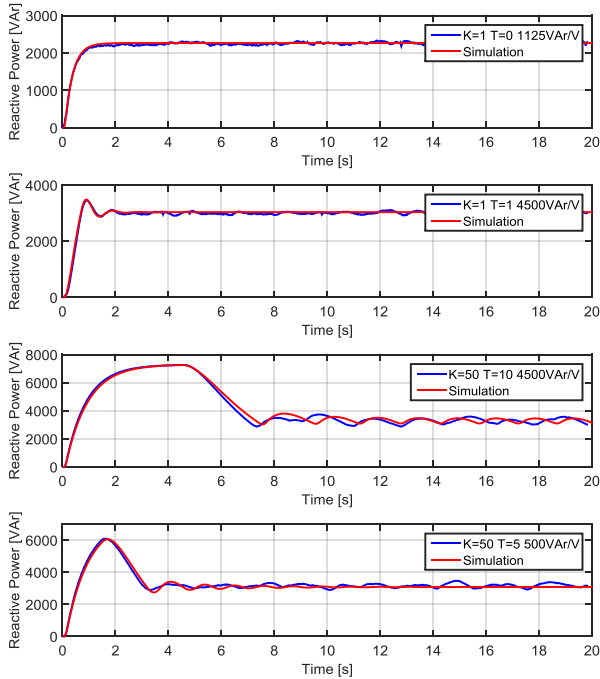 Reactive Power [VAr]
3000
2000
1000
0
K=1 T=0 1125VAr/V
Simulation
0 2 4 6 8 10 12 14 16 18 20
Time [s]
Reactive Power [VAr]
4000
2000
0
K=1 T=1 4500VAr/V
Simulation
0 2 4 6 8 10 12 14 16 18 20
Time [s]
Reactive Power [VAr]
8000
6000
4000
2000
0
K=50 T=10 4500VAr/V
Simulation
0 2 4 6 8 10 12 14 16 18 20
Time [s]
Reactive Power [VAr]
6000
4000
2000
0
K=50 T=5 500VAr/V
Simulation
0 2 4 6 8 10 12 14 16 18 20
Time [s]